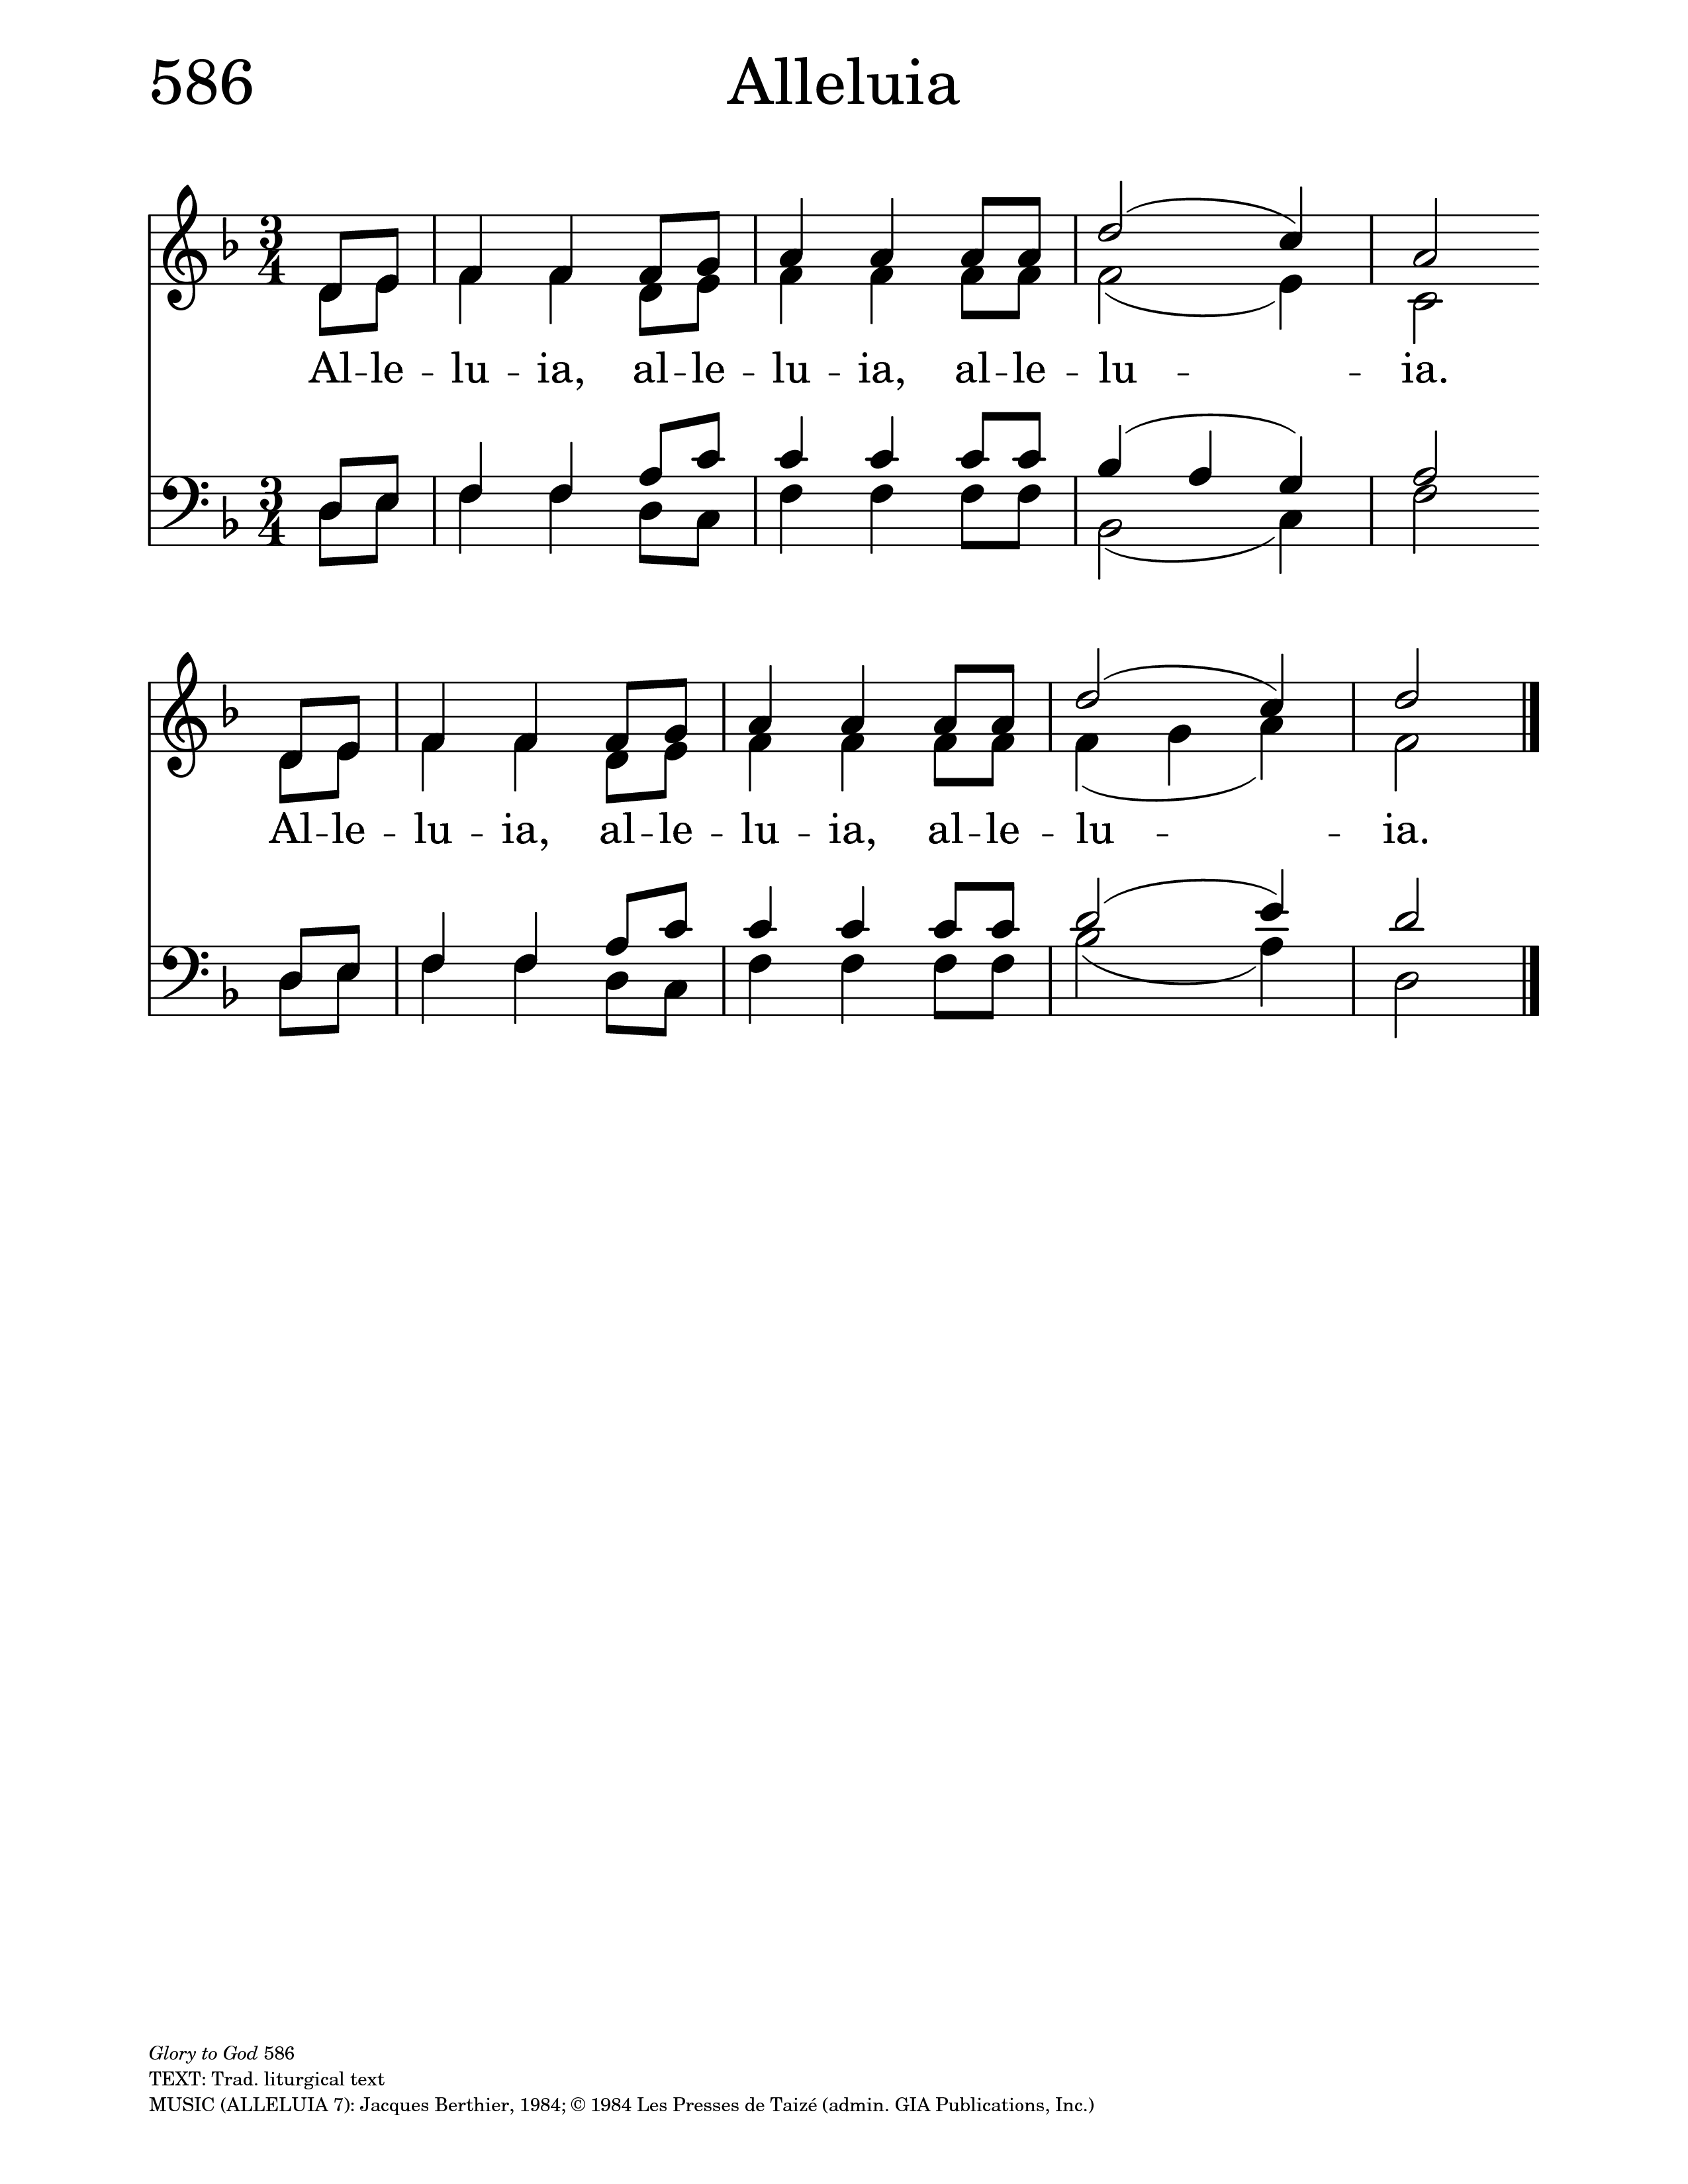 586 Alleluia
3
4
Al -- le - lu - ia, al -- le - lu - ia, al -- le - lu - - ia.
3
4
Al -- le - lu - ia, al -- le - lu - ia, al -- le - lu - - ia.
Glory to God 586
TEXT: Trad. liturgical text
MUSIC (ALLELUIA 7): Jacques Berthier, 1984; © 1984 Les Presses de Taizé (admin. GIA Publications, Inc.)